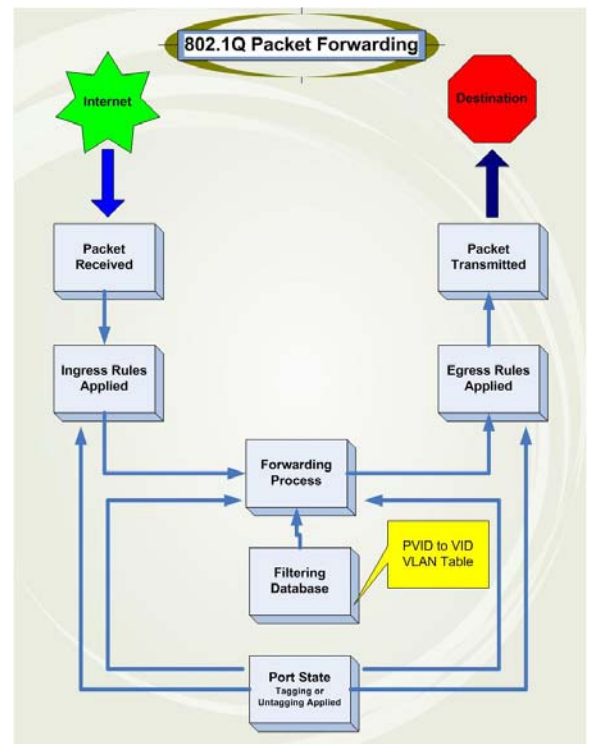 802.1Q Packet Forwarding
Internet
Destination
Packet
Received
Packet
Transmitted
Ingress Rules
Applied
Egress Rules
Applied
Forwarding
Process
PVID to VID
VLAN Table
Filtering
Database
Port State
Tagging or
Untagging Applied